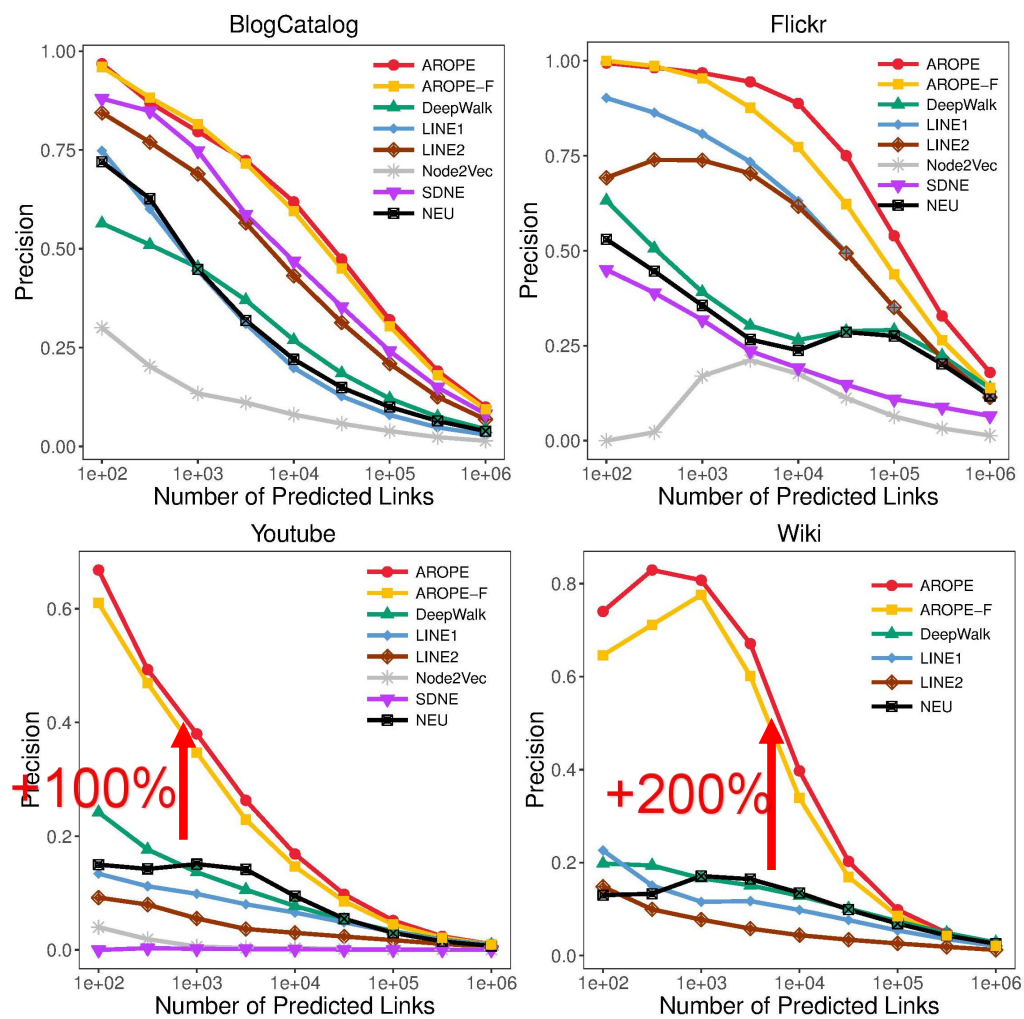 BlogCatalog
1.00
0.75
0.50
0.25
0.00
Precision
AROPE
AROPE−F
DeepWalk
LINE1
LINE2
Node2Vec
SDNE
NEU
1e+02
1e+03
1e+04
1e+05
1e+06
Number of Predicted Links
Flickr
1.00
0.75
0.50
0.25
0.00
Precision
AROPE
AROPE−F
DeepWalk
LINE1
LINE2
Node2Vec
SDNE
NEU
1e+02
1e+03
1e+04
1e+05
1e+06
Number of Predicted Links
Youtube
0.6
0.4
0.2
0.0
Precision
+100%
AROPE
AROPE−F
DeepWalk
LINE1
LINE2
Node2Vec
SDNE
NEU
1e+02
1e+03
1e+04
1e+05
1e+06
Number of Predicted Links
Wiki
0.8
0.6
0.4
0.2
0.0
Precision
+200%
AROPE
AROPE−F
DeepWalk
LINE1
LINE2
NEU
1e+02
1e+03
1e+04
1e+05
1e+06
Number of Predicted Links